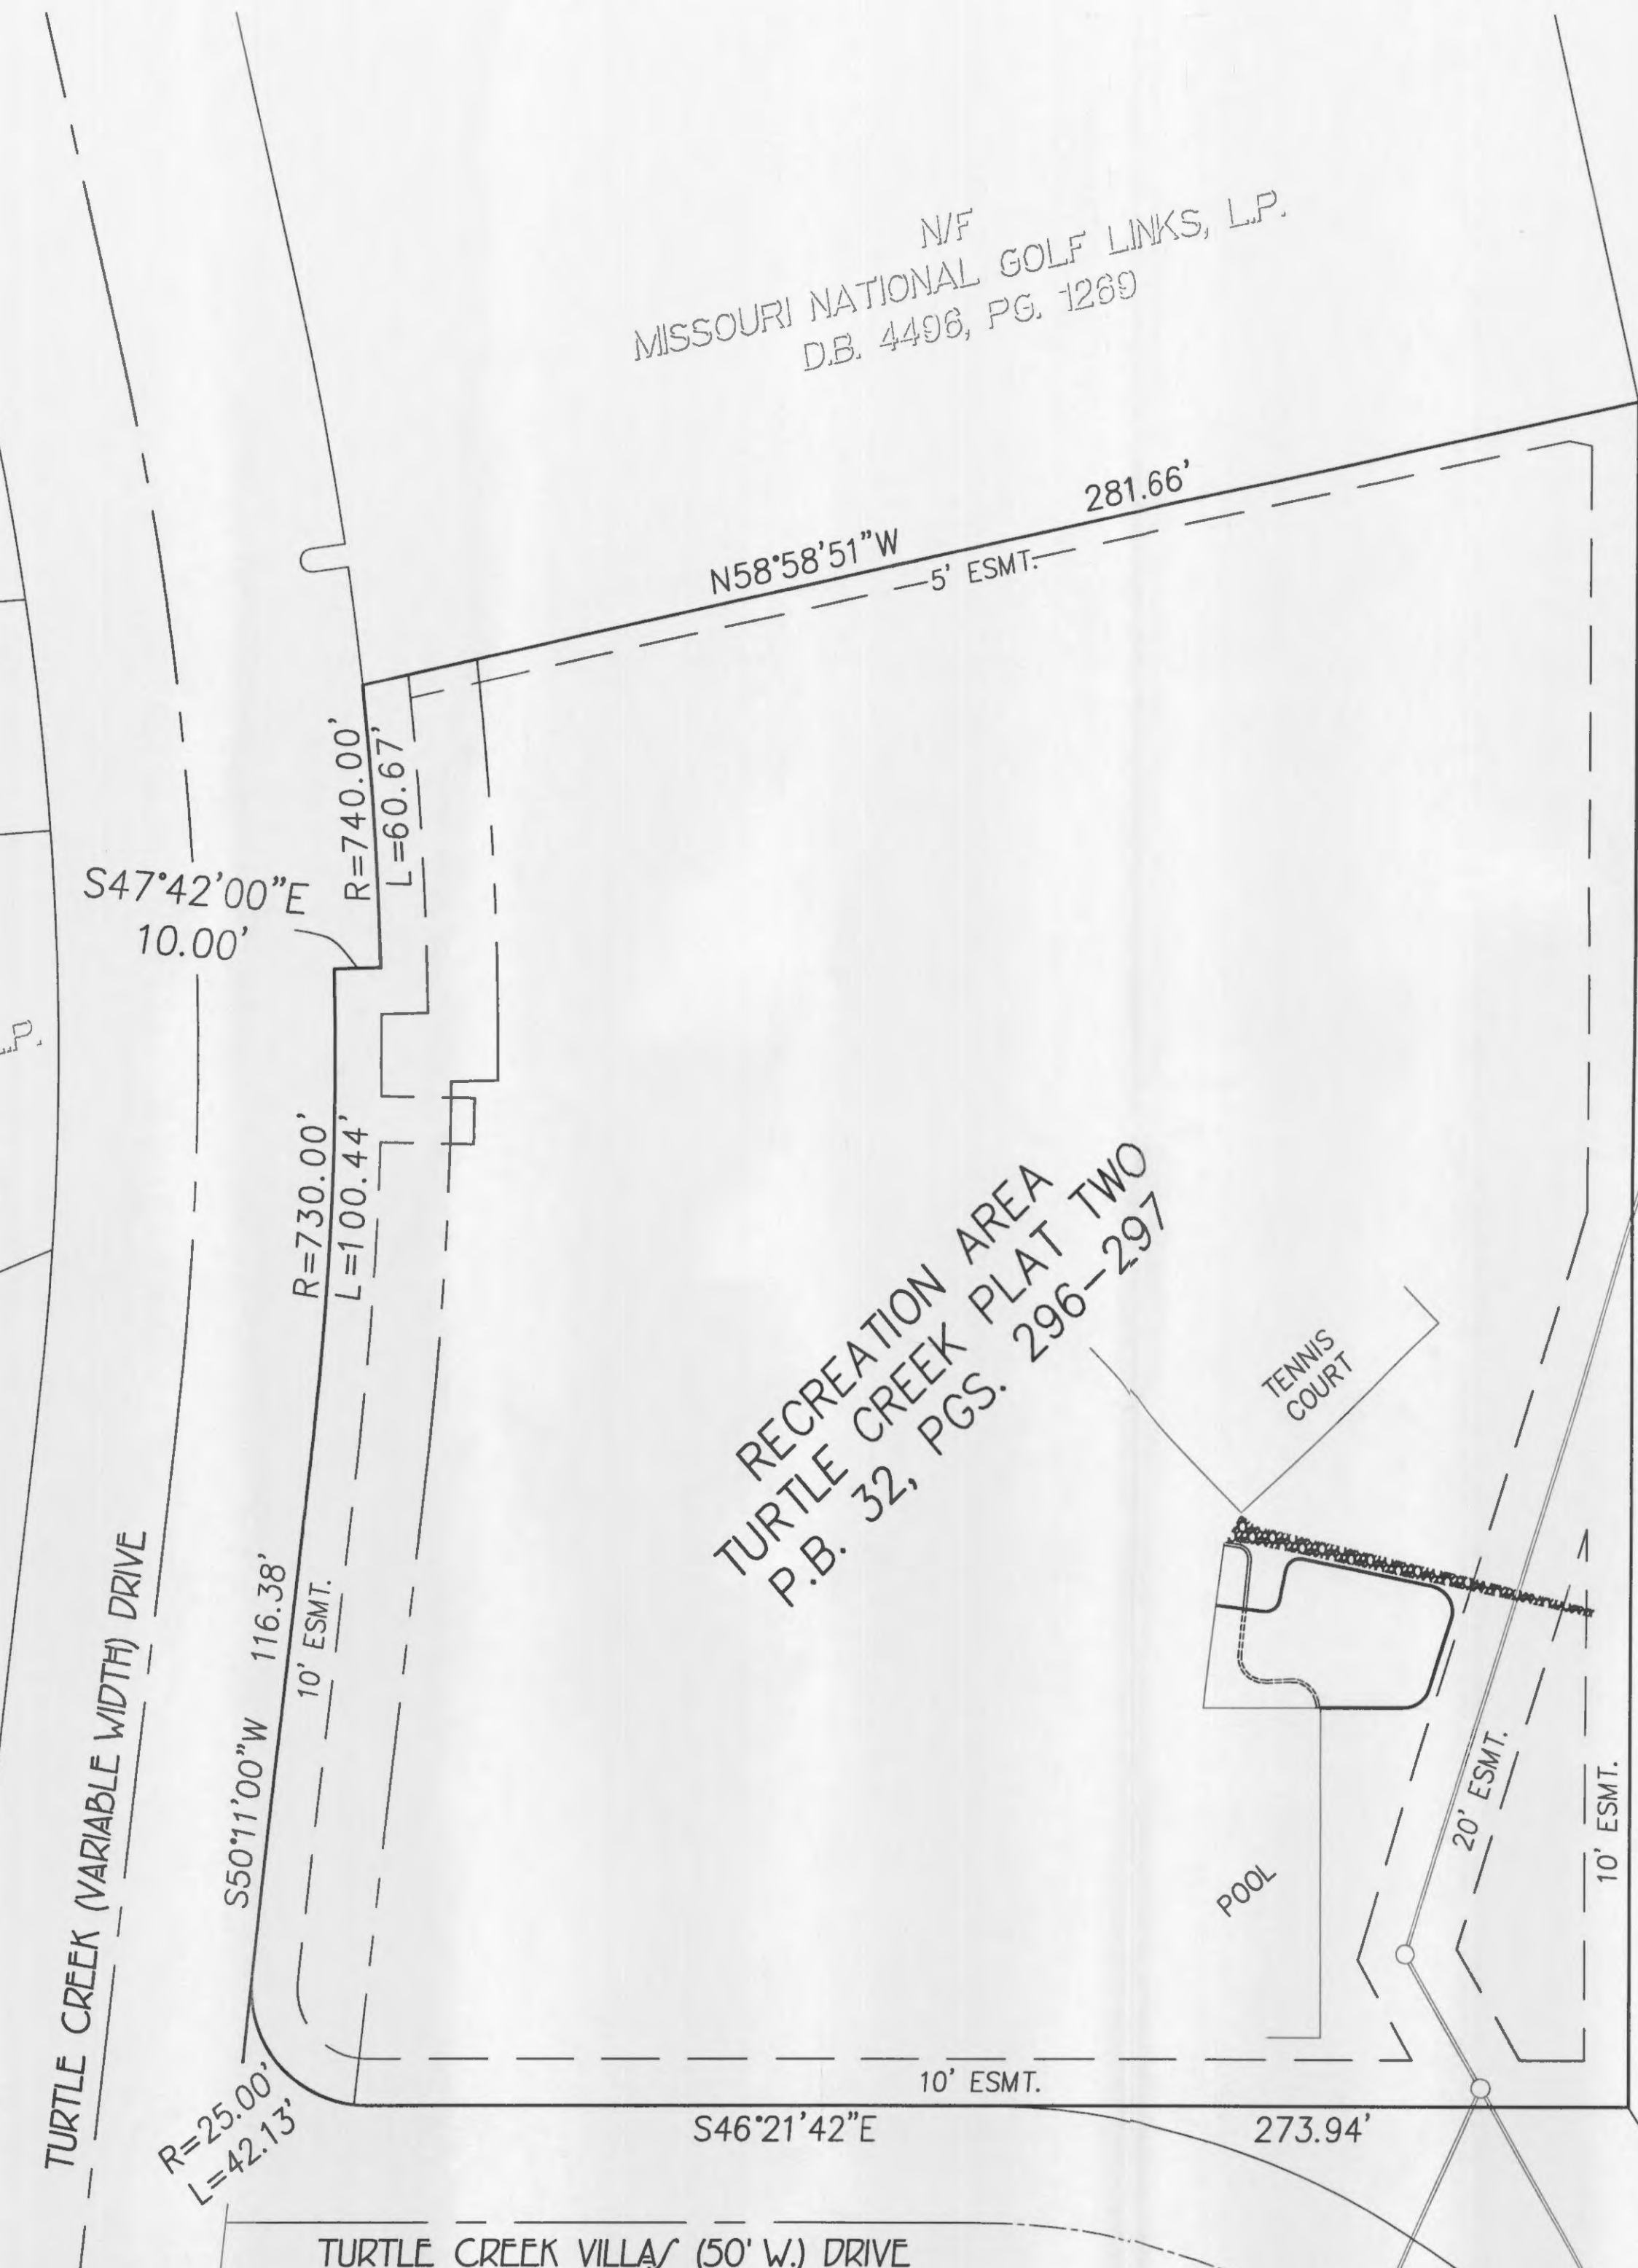 N/F
MISSOURI NATIONAL GOLF LINKS, L.P.
D.B. 4496, PG. 1269
281.66'
N58°58'51"W
5' ESMT.
R=740.00'
L=60.67'
S47°42'00"E
10.00'
.P.
R=730.00'
L=100.44'
RECREATION AREA
TURTLE CREEK PLAT TWO
P.B. 32, PGS. 296-297
TENNIS
COURT
S50°11'00"W 116.38'
10' ESMT.
TURTLE CREEK (VARIABLE WIDTH) DRIVE
20' ESMT.
10' ESMT.
POOL
10' ESMT.
S46°21'42"E 273.94'
R=25.00'
L=42.13'
TURTLE CREEK VILLAS (50' W.) DRIVE